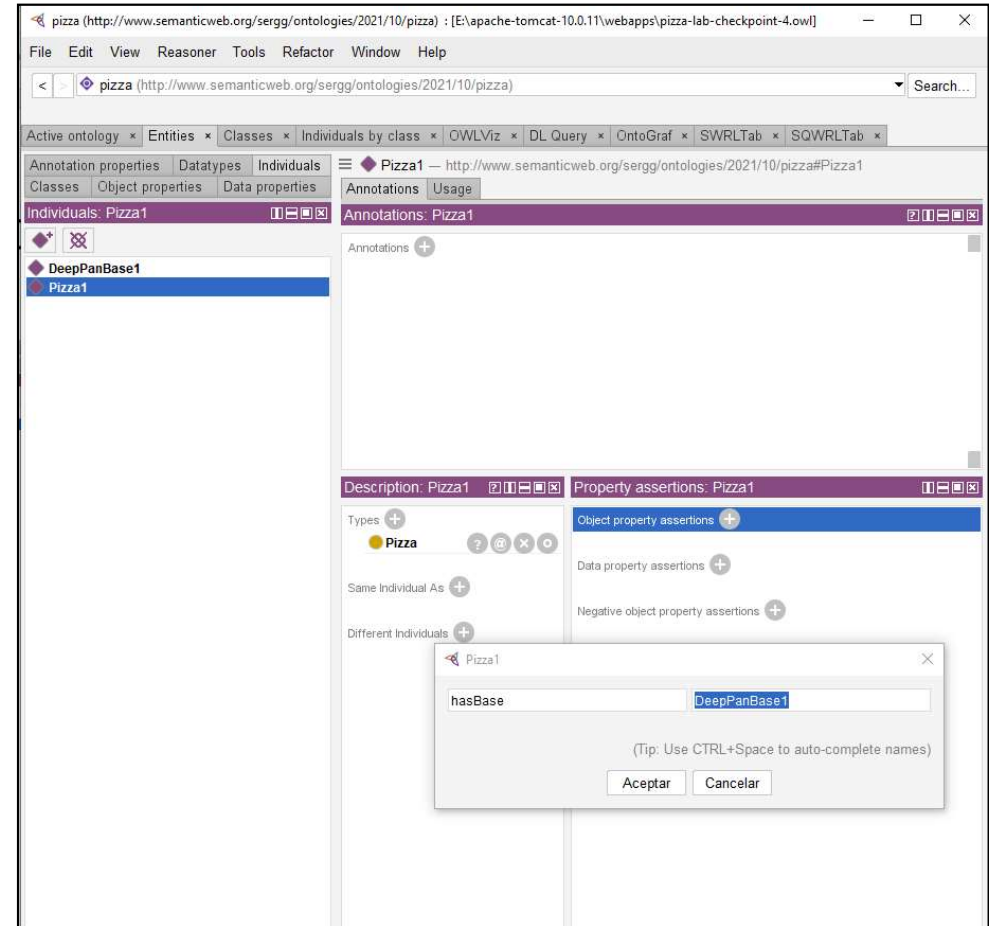 pizza (http://www.semanticweb.org/sergg/ontologies/2021/10/pizza) : [E:\apache-tomcat-10.0.11\webapps\pizza-lab-checkpoint-4.owl]
File Edit View Reasoner Tools Refactor Window Help
< > pizza (http://www.semanticweb.org/sergg/ontologies/2021/10/pizza) Search...
Active ontology × Entities × Classes × Individuals by class × OWLViz × DL Query × OntoGraf × SWRLTab × SQWRLTab ×
Annotation properties Datatypes Individuals
Classes Object properties Data properties
Pizza1 — http://www.semanticweb.org/sergg/ontologies/2021/10/pizza#Pizza1
Annotations Usage
Individuals: Pizza1
DeepPanBase1
Pizza1
Annotations: Pizza1
Annotations
Description: Pizza1
Types
Pizza
Same Individual As
Different Individuals
Property assertions: Pizza1
Object property assertions
Data property assertions
Negative object property assertions
Pizza1
hasBase DeepPanBase1
(Tip: Use CTRL+Space to auto-complete names)
Aceptar Cancelar